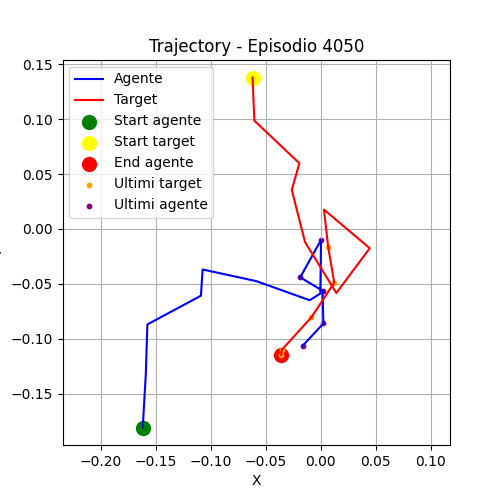 Trajectory - Episodio 4050
Agente
Target
Start agente
Start target
End agente
Ultimi target
Ultimi agente
0.15
0.10
0.05
0.00
−0.05
−0.10
−0.15
−0.20 −0.15 −0.10 −0.05 0.00 0.05 0.10
X